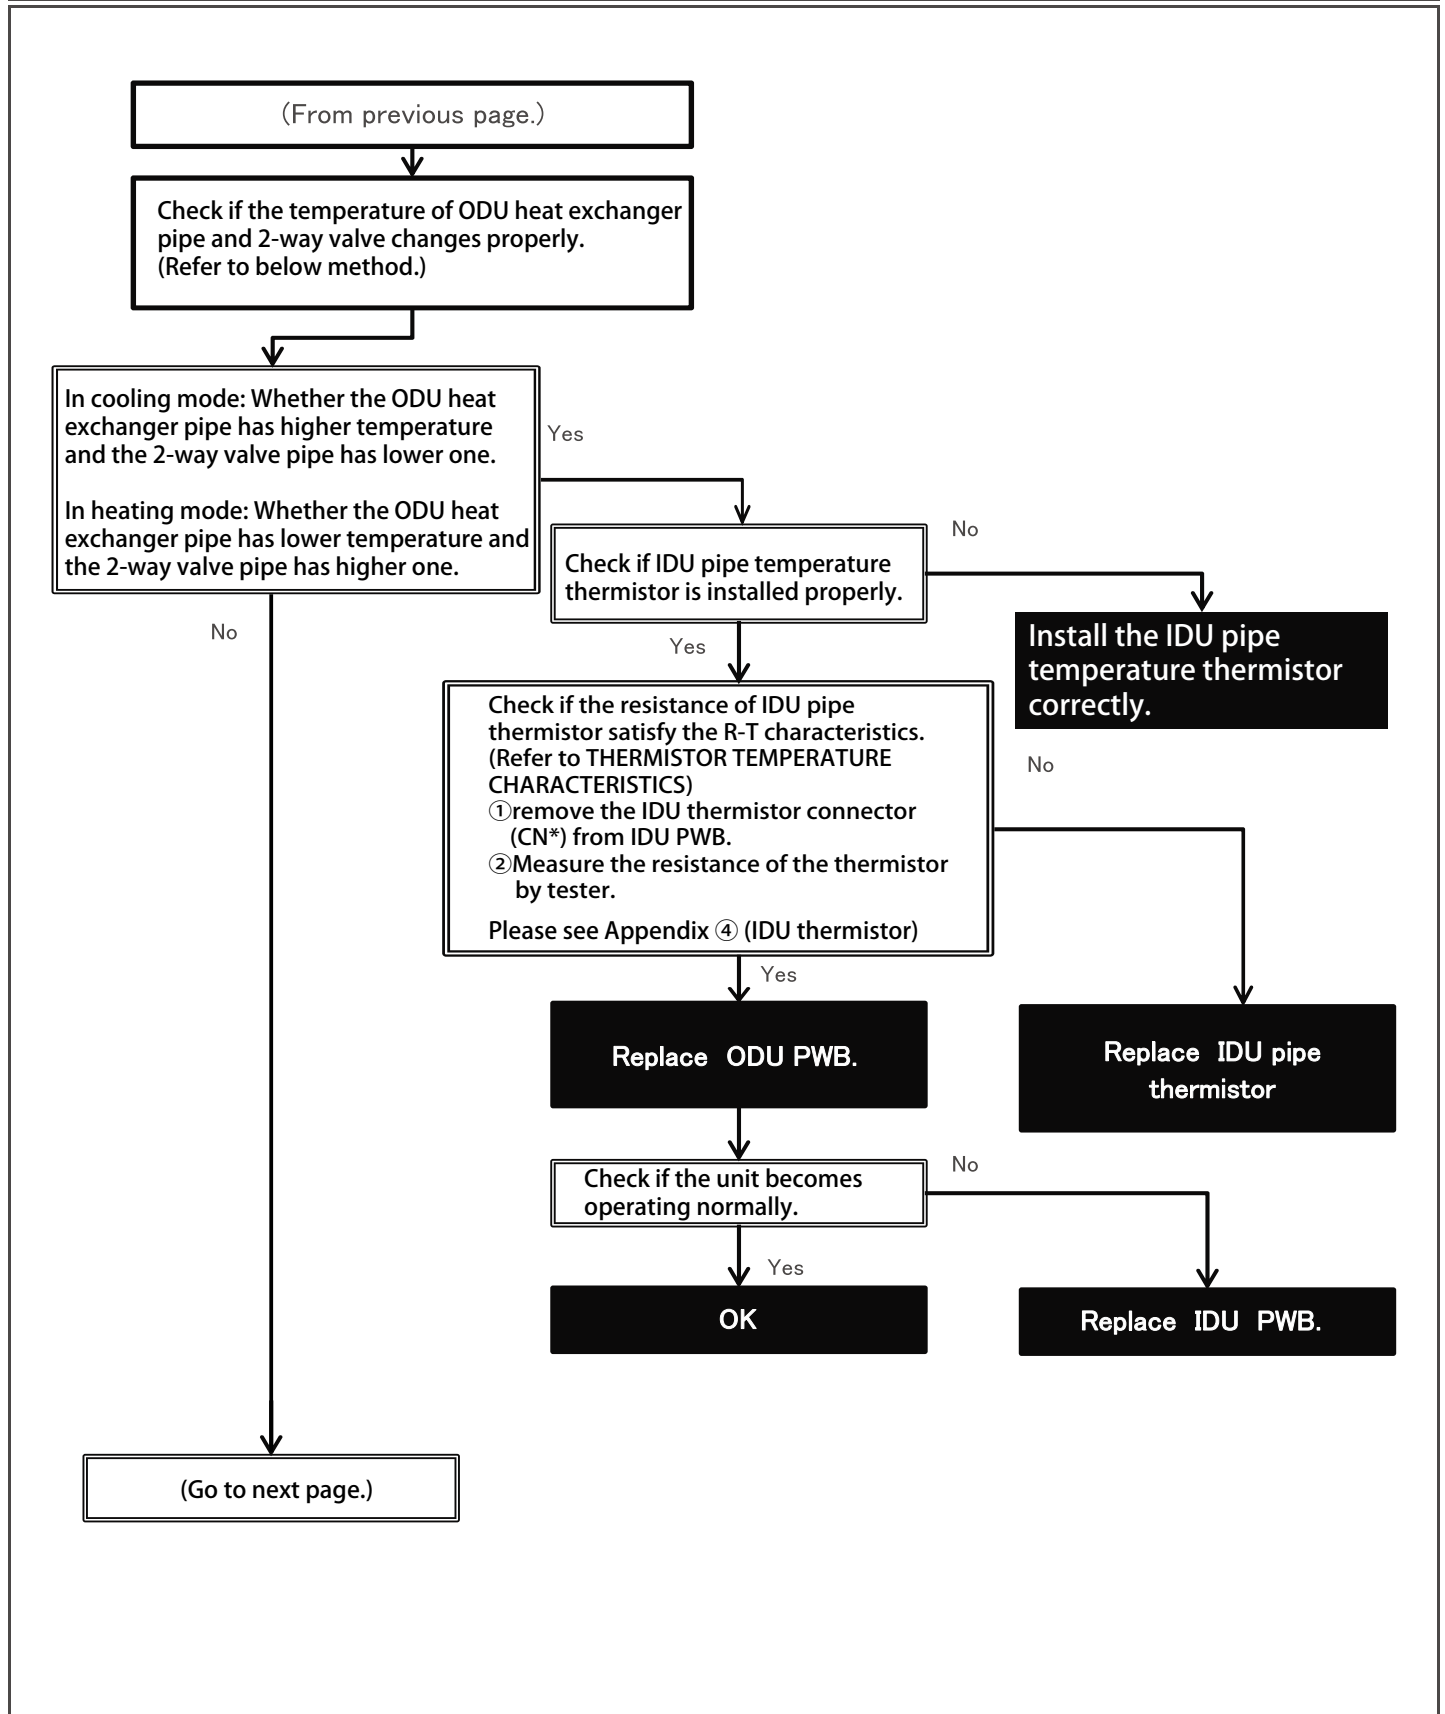 (From previous page.)
Check if the temperature of ODU heat exchanger
pipe and 2-way valve changes properly.
(Refer to below method.)
In cooling mode: Whether the ODU heat
exchanger pipe has higher temperature
and the 2-way valve pipe has lower one.
In heating mode: Whether the ODU heat
exchanger pipe has lower temperature and
the 2-way valve pipe has higher one.
Yes
No
Check if IDU pipe temperature
thermistor is installed properly.
No
Install the IDU pipe
temperature thermistor
correctly.
Yes
Check if the resistance of IDU pipe
thermistor satisfy the R-T characteristics.
(Refer to THERMISTOR TEMPERATURE
CHARACTERISTICS)
①remove the IDU thermistor connector
(CN*) from IDU PWB.
②Measure the resistance of the thermistor
by tester.
Please see Appendix ④ (IDU thermistor)
No
Yes
Replace ODU PWB.
Replace IDU pipe
thermistor
Check if the unit becomes
operating normally.
No
Yes
OK
Replace IDU PWB.
(Go to next page.)